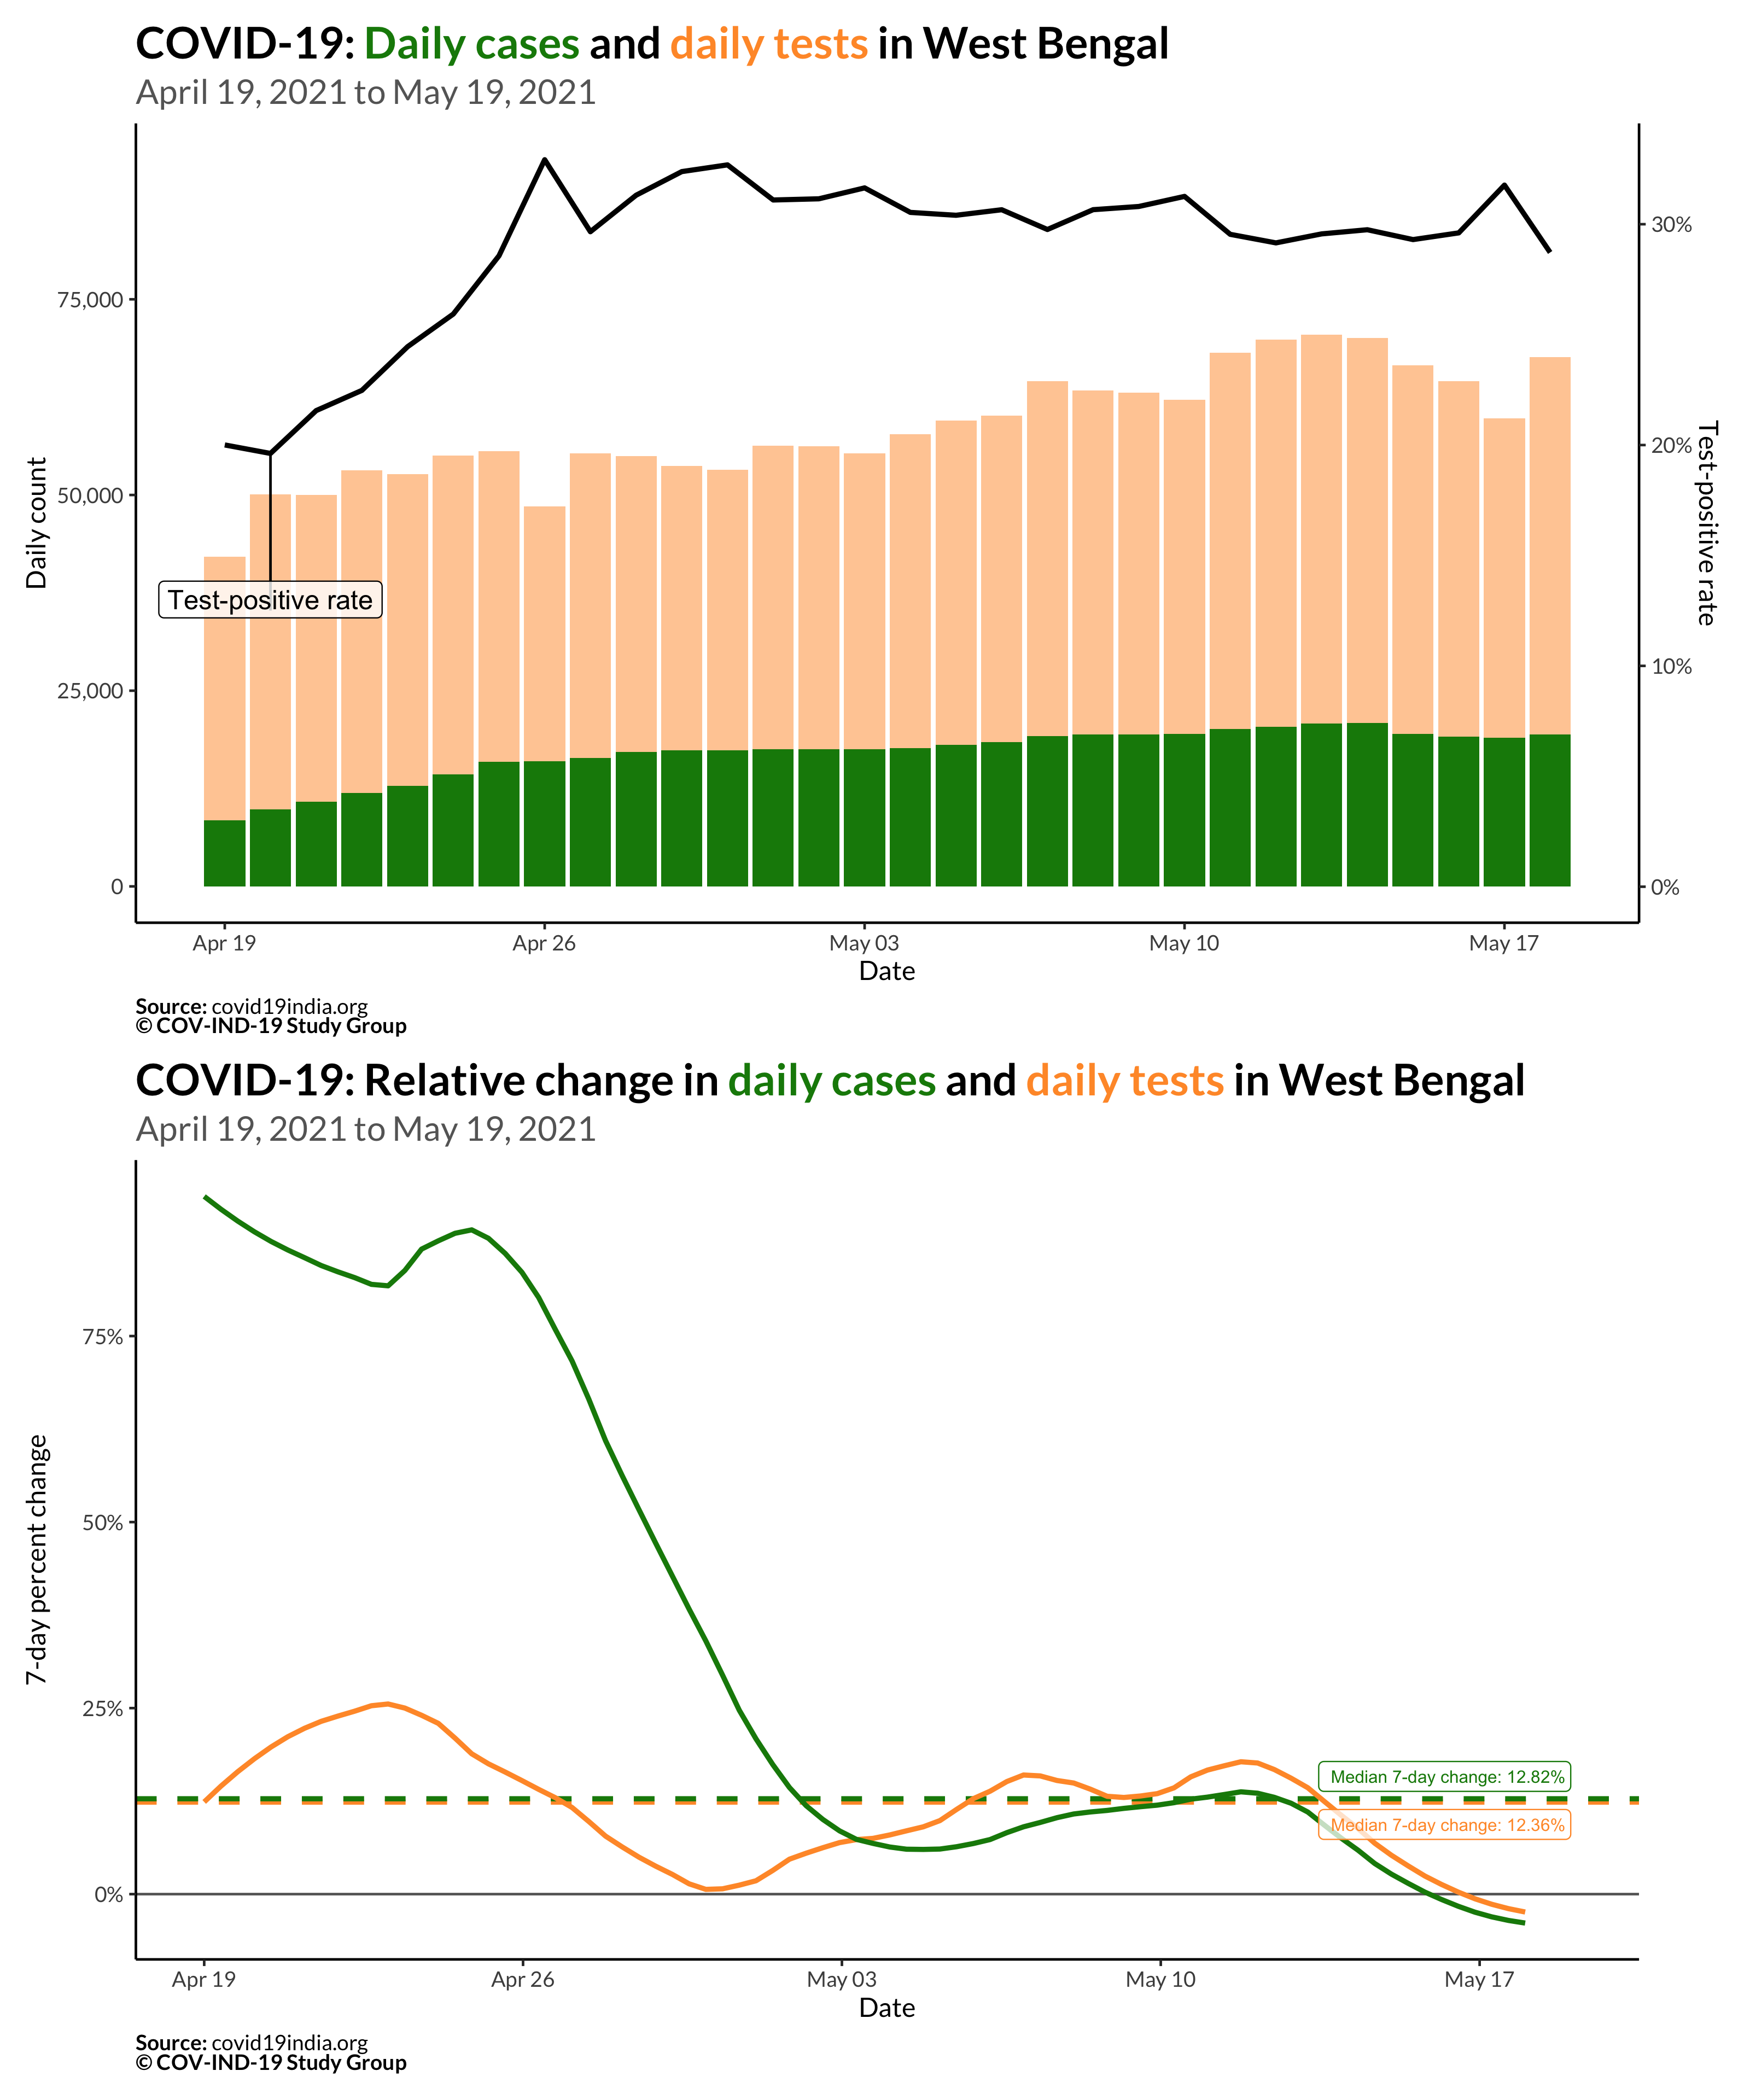 COVID-19: Daily cases and daily tests in West Bengal
April 19, 2021 to May 19, 2021
Daily count
75,000
50,000
25,000
0
Test-positive rate
30%
20%
10%
0%
Test-positive rate
Apr 19
Apr 26
May 03
May 10
May 17
Date
Source: covid19india.org
© COV-IND-19 Study Group
COVID-19: Relative change in daily cases and daily tests in West Bengal
April 19, 2021 to May 19, 2021
7-day percent change
75%
50%
25%
0%
Median 7-day change: 12.82%
Median 7-day change: 12.36%
Apr 19
Apr 26
May 03
May 10
May 17
Date
Source: covid19india.org
© COV-IND-19 Study Group